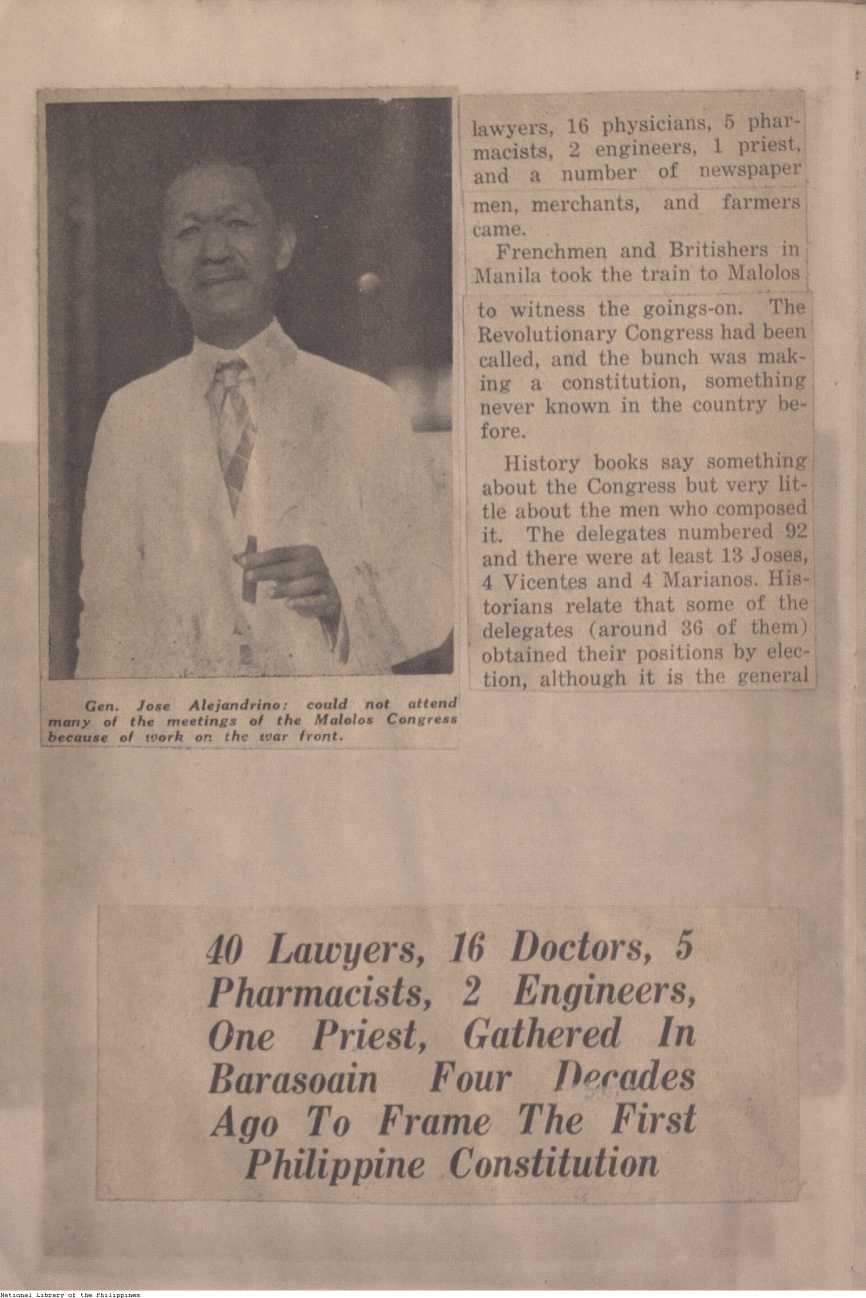 lawyers, 16 physicians, 5 phar-
macists, 2 engineers, 1 priest,
and a number of newspaper
men, merchants, and farmers
came.
Frenchmen and Britishers in
Manila took the train to Malolos
to witness the goings-on. The
Revolutionary Congress had been
called, and the bunch was mak-
ing a constitution, something
never known in the country be-
fore.
History books say something
about the Congress but very lit-
tle about the men who composed
it. The delegates numbered 92
and there were at least 13 Joses,
4 Vicentes and 4 Marianos. His-
torians relate that some of the
delegates (around 36 of them)
obtained their positions by elec-
tion, although it is the general
Gen. Jose Alejandrino: could not attend
many of the meetings of the Malolos Congress
because of work on the war front.
40 Lawyers, 16 Doctors, 5
Pharmacists, 2 Engineers,
One Priest, Gathered In
Barasoain Four Decades
Ago To Frame The First
Philippine Constitution
National Library of the Philippines